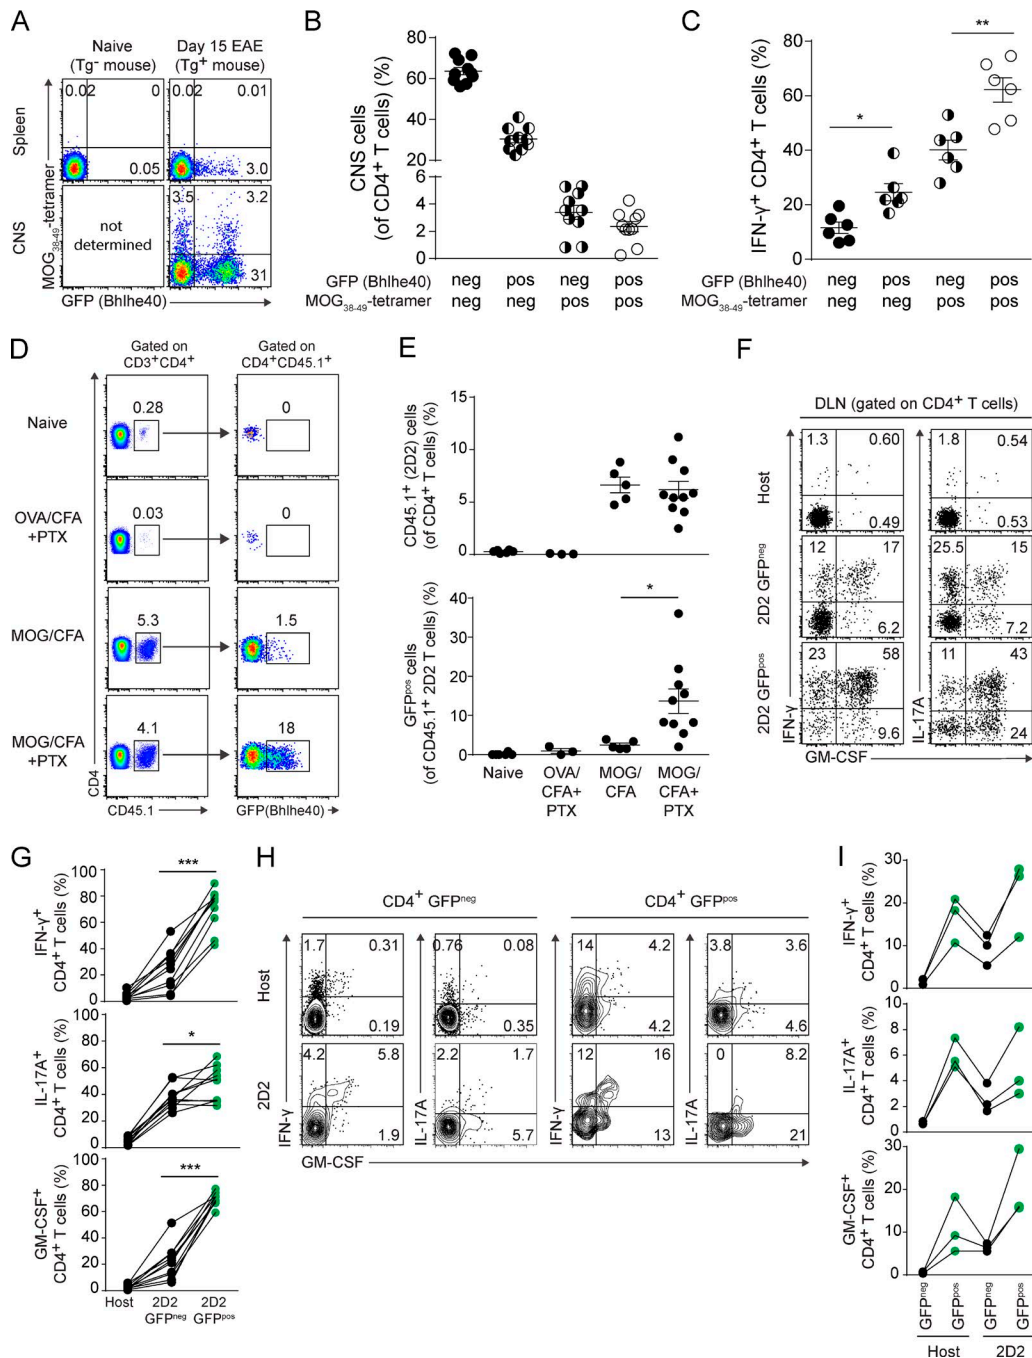 A
Naive
(Tg⁻ mouse)
Day 15 EAE
(Tg⁺ mouse)
Spleen
0.02
0
0.05
0.02
0.01
3.0
CNS
MOG₃₈₋₄₉-tetramer
not
determined
3.5
3.2
31
GFP (Bhlhe40)
B
CNS cells
(of CD4⁺ T cells) (%)
80
60
40
20
6
4
2
0
GFP (Bhlhe40)
neg pos neg pos
MOG₃₈₋₄₉-tetramer
neg neg pos pos
C
IFN-γ⁺ CD4⁺ T cells (%)
80
60
40
20
0
*
**
GFP (Bhlhe40)
neg pos neg pos
MOG₃₈₋₄₉-tetramer
neg neg pos pos
D
Gated on
CD3⁺CD4⁺
Gated on
CD4⁺CD45.1⁺
Naive
0.28
0
OVA/CFA
+PTX
0.03
0
MOG/CFA
5.3
1.5
MOG/CFA
+PTX
4.1
18
CD4
CD45.1
GFP(Bhlhe40)
E
CD45.1⁺ (2D2) cells
(of CD4⁺ T cells) (%)
15
10
5
0
GFPᵖᵒˢ cells
(of CD45.1⁺ 2D2 T cells) (%)
40
30
20
10
0
*
Naive
OVA/
CFA+
PTX
MOG/
CFA
MOG/
CFA+
PTX
F
DLN (gated on CD4⁺ T cells)
Host
1.3
0.60
0.49
1.8
0.54
0.53
2D2 GFPⁿᵉᵍ
12
17
6.2
25.5
15
7.2
2D2 GFPᵖᵒˢ
23
58
9.6
11
43
24
IFN-γ
IL-17A
GM-CSF
G
IFN-γ⁺
CD4⁺ T cells (%)
100
80
60
40
20
0
***
IL-17A⁺
CD4⁺ T cells (%)
100
80
60
40
20
0
*
GM-CSF⁺
CD4⁺ T cells (%)
100
80
60
40
20
0
***
Host
2D2
GFPⁿᵉᵍ
2D2
GFPᵖᵒˢ
H
CD4⁺ GFPⁿᵉᵍ
CD4⁺ GFPᵖᵒˢ
Host
1.7
0.31
0.19
0.76
0.08
0.35
14
4.2
4.2
3.8
3.6
4.6
2D2
4.2
5.8
1.9
2.2
1.7
5.7
12
16
13
0
8.2
21
IFN-γ
IL-17A
IFN-γ
IL-17A
GM-CSF
I
IFN-γ⁺
CD4⁺ T cells (%)
30
20
10
0
IL-17A⁺
CD4⁺ T cells (%)
10
8
6
4
2
0
GM-CSF⁺
CD4⁺ T cells (%)
30
20
10
0
GFPⁿᵉᵍ
GFPᵖᵒˢ
GFPⁿᵉᵍ
GFPᵖᵒˢ
Host
2D2